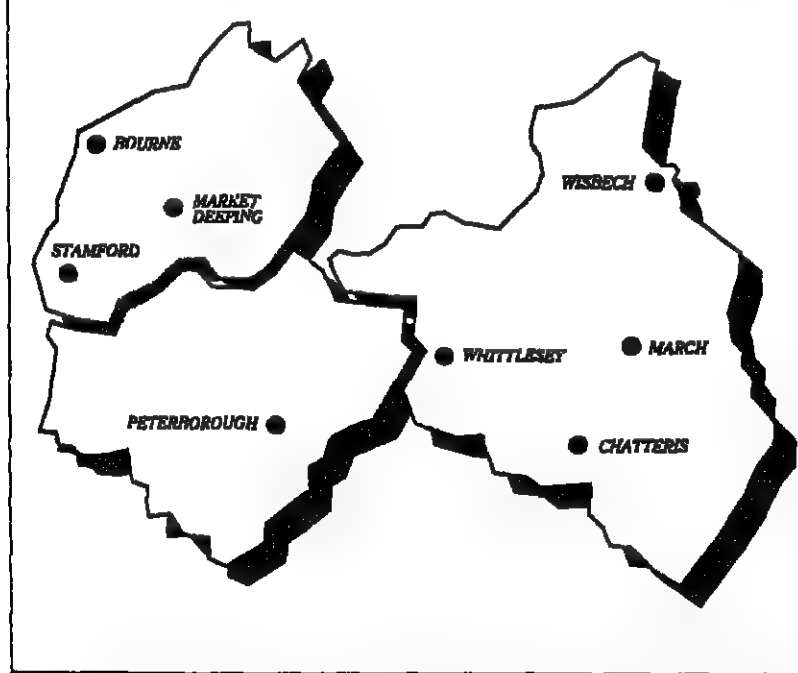 BOURNE
MARKET
DEEPING
STAMFORD
WISBECH
WHITTLESEY
MARCH
PETERBOROUGH
CHATTERIS